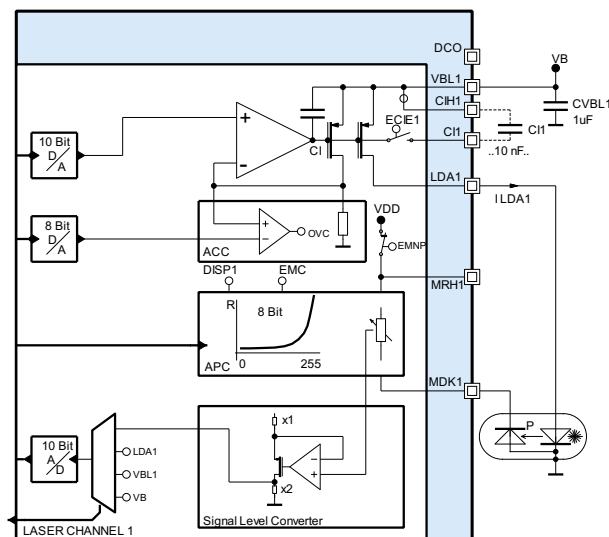 DCO
VB
VBL1
CIH1
CVBL1
1uF
ECIE1
10 Bit
D/A
CI
CI1
CI1
..10 nF..
LDA1
I LDA1
8 Bit
D/A
VDD
OVC
ACC
EMNP
DISP1
EMC
MRH1
R
8 Bit
0
255
APC
MDK1
x1
P
10 Bit
A/D
LDA1
VBL1
x2
VB
Signal Level Converter
LASER CHANNEL 1
+
-
+
-
-
+